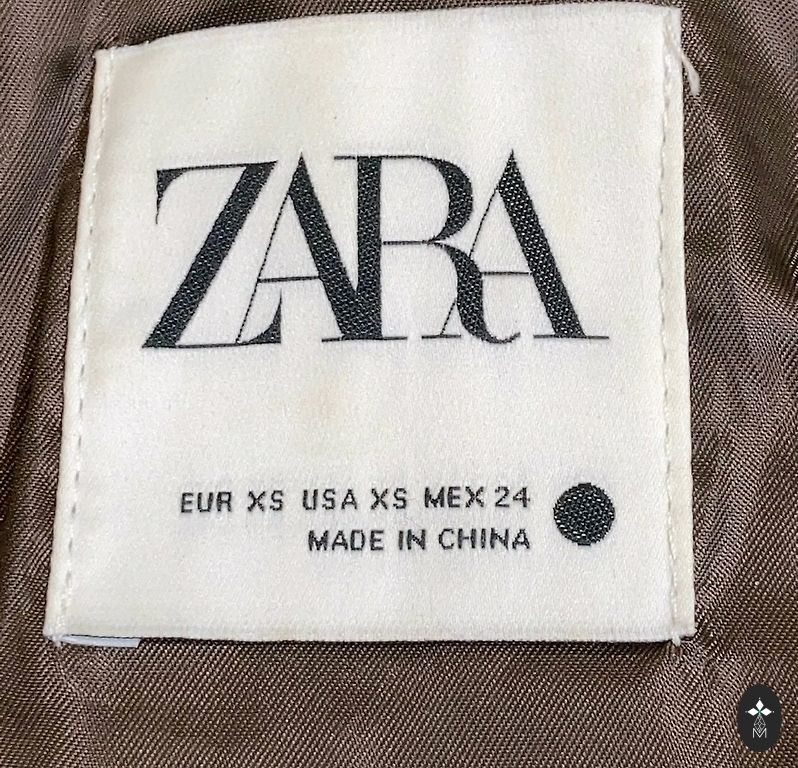 ZARA
EUR XS USA XS MEX 24
MADE IN CHINA
M